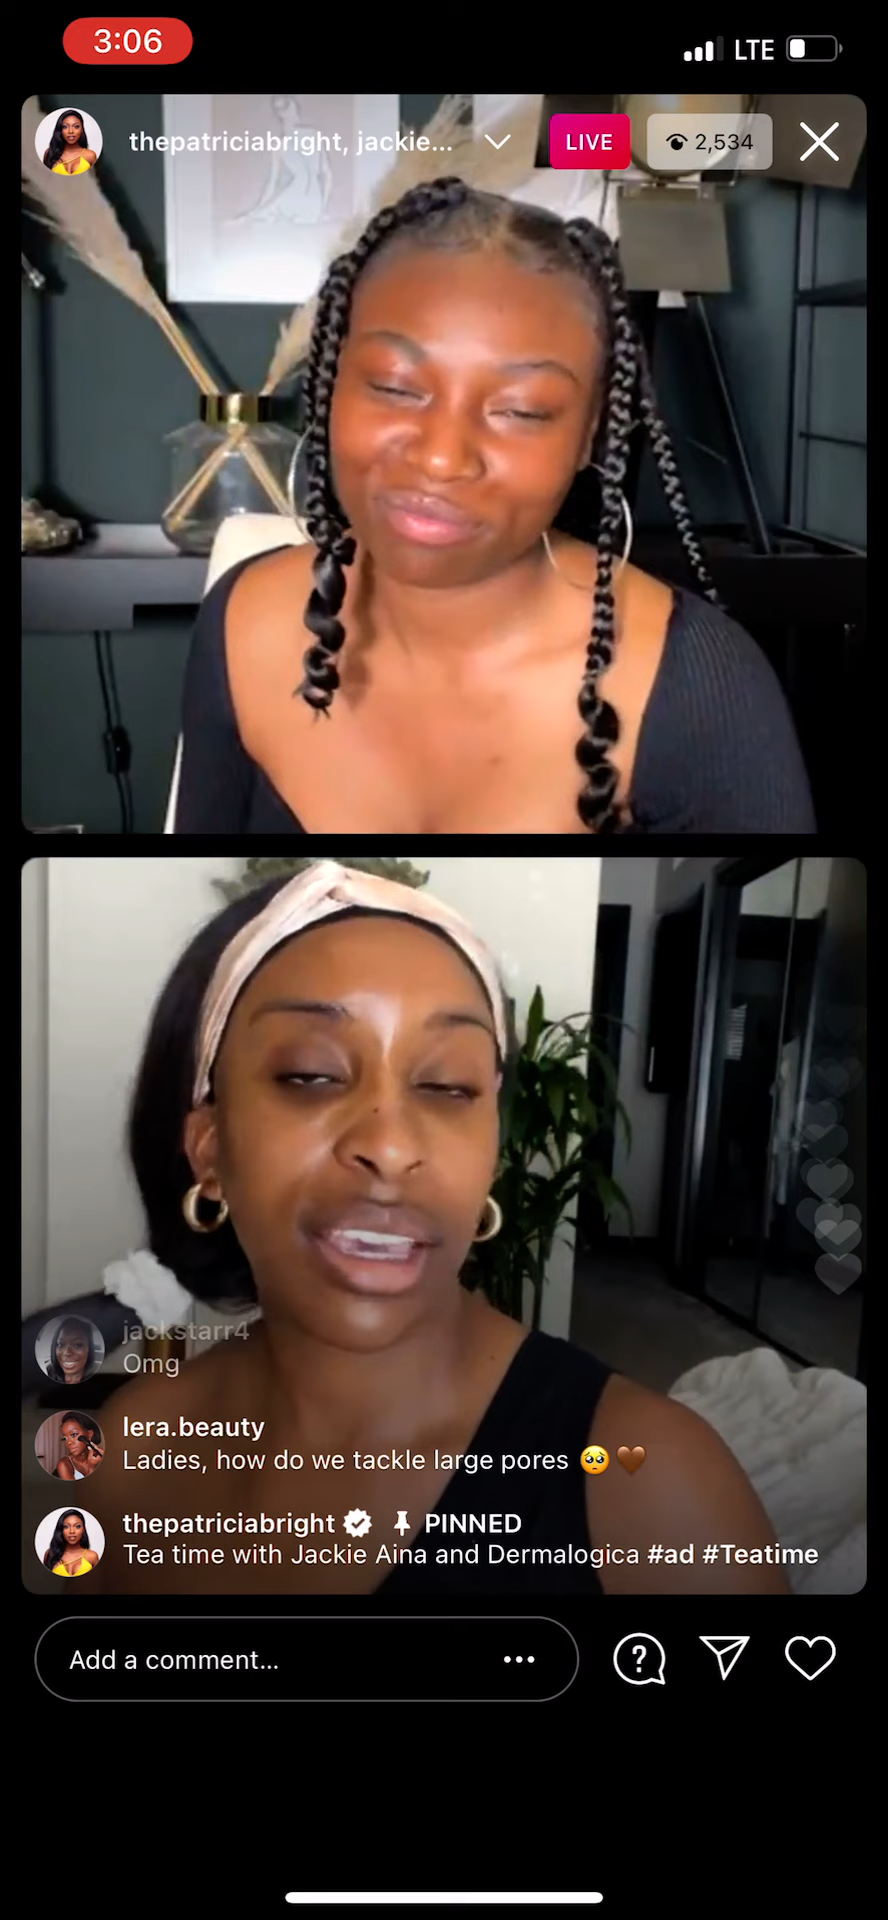 3:06
LTE
thepatriciabright, jackie...
LIVE
2,534
jackstarr4
Omg
lera.beauty
Ladies, how do we tackle large pores 🥺🤎
thepatriciabright PINNED
Tea time with Jackie Aina and Dermalogica #ad #Teatime
Add a comment...